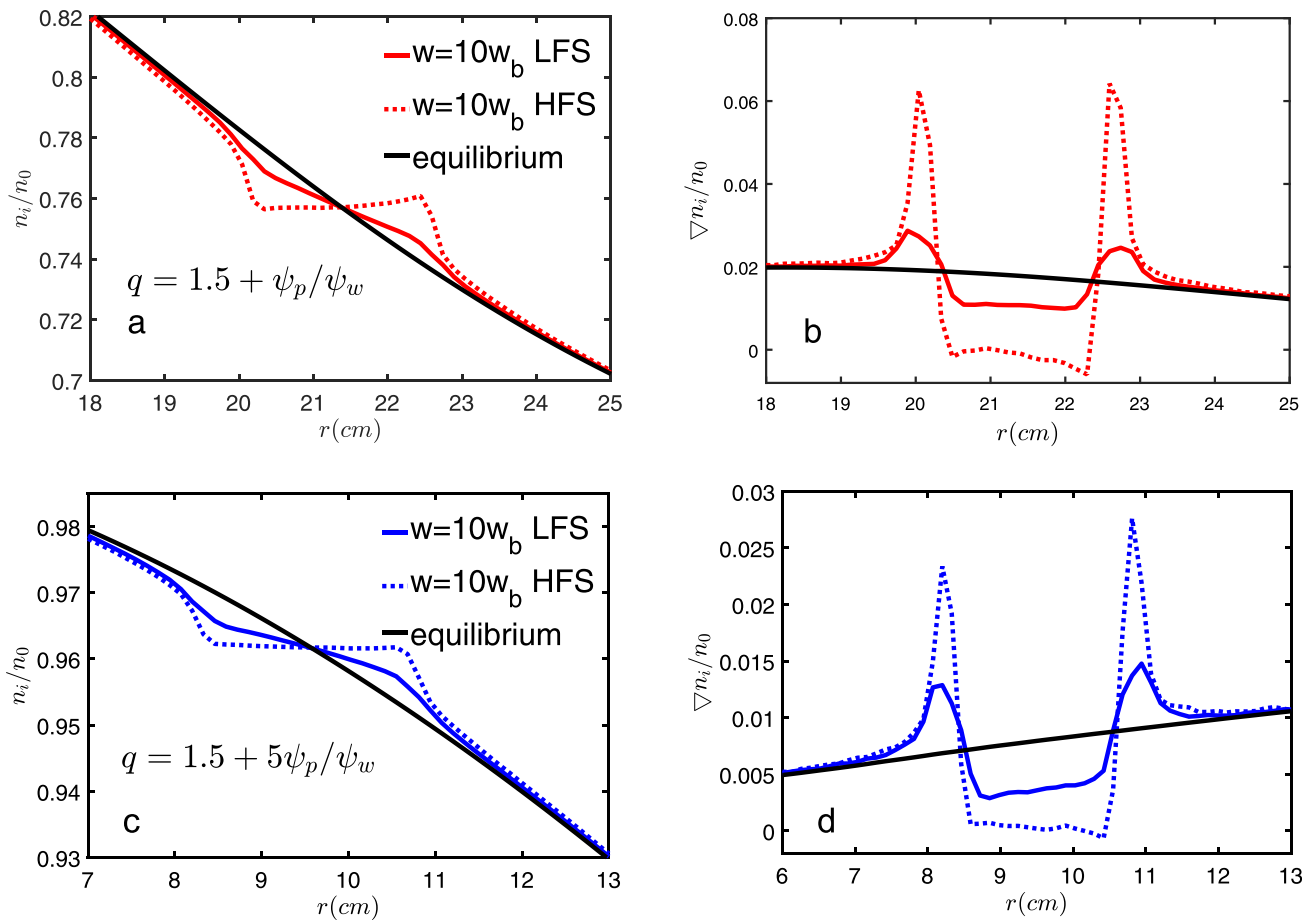 0.82
0.8
0.78
0.76
0.74
0.72
0.7
n_i/n_0
w=10w_b LFS
w=10w_b HFS
equilibrium
q = 1.5 + ψ_p/ψ_w
a
18 19 20 21 22 23 24 25
r(cm)
0.08
0.06
0.04
0.02
0
▽n_i/n_0
b
18 19 20 21 22 23 24 25
r(cm)
0.98
0.97
0.96
0.95
0.94
0.93
n_i/n_0
w=10w_b LFS
w=10w_b HFS
equilibrium
q = 1.5 + 5ψ_p/ψ_w
c
7 8 9 10 11 12 13
r(cm)
0.03
0.025
0.02
0.015
0.01
0.005
0
▽n_i/n_0
d
6 7 8 9 10 11 12 13
r(cm)